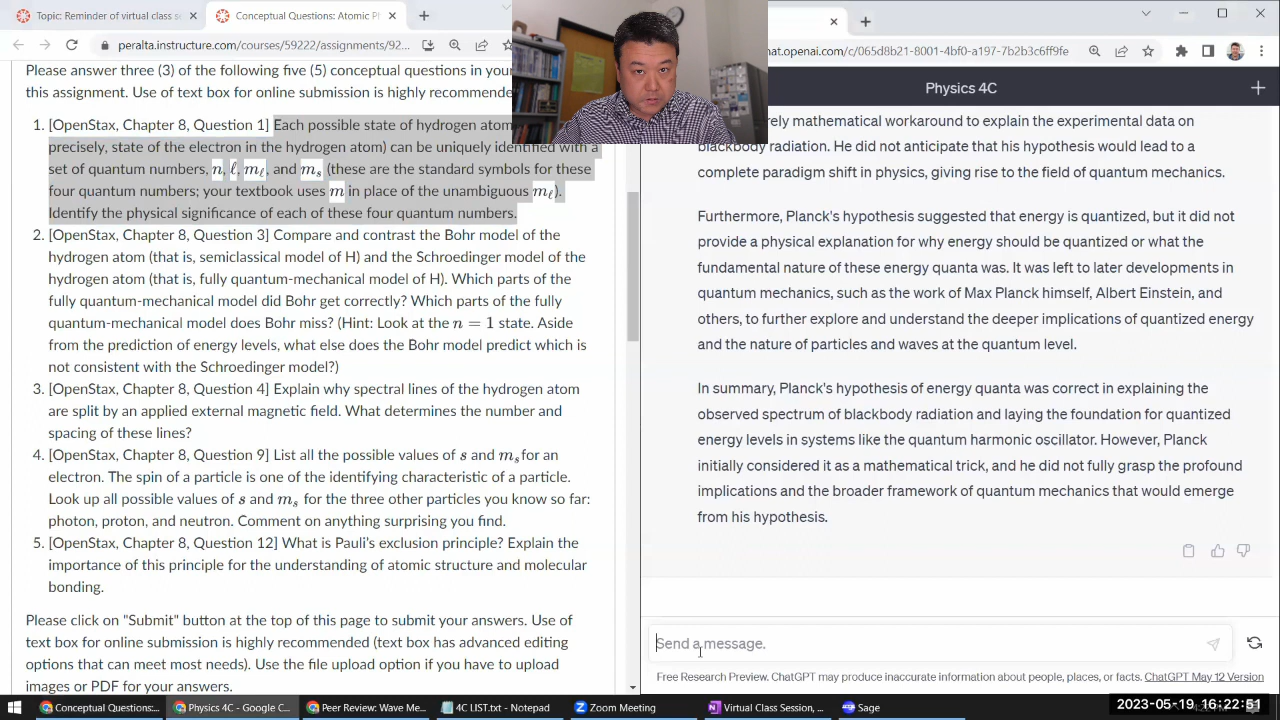 Topic: Reminder of virtual class s
Conceptual Questions: Atomic P
peralta.instructure.com/courses/59222/assignments/92...
hat.openai.com/c/065d8b21-8001-4bf0-a197-7b2b3c6ff9fe
Please answer three (3) of the following five (5) conceptual questions in your
this assignment. Use of text box for online submission is highly recommended
1. [OpenStax, Chapter 8, Question 1] Each possible state of hydrogen atom
precisely, state of the electron in the hydrogen atom) can be uniquely identified with a
set of quantum numbers, n, ℓ, mℓ, and ms (these are the standard symbols for these
four quantum numbers; your textbook uses m in place of the unambiguous mℓ).
Identify the physical significance of each of these four quantum numbers.
2. [OpenStax, Chapter 8, Question 3] Compare and contrast the Bohr model of the
hydrogen atom (that is, semiclassical model of H) and the Schroedinger model of the
hydrogen atom (that is, fully quantum-mechanical model of H). Which parts of the
fully quantum-mechanical model did Bohr get correctly? Which parts of the fully
quantum-mechanical model does Bohr miss? (Hint: Look at the n = 1 state. Aside
from the prediction of energy levels, what else does the Bohr model predict which is
not consistent with the Schroedinger model?)
3. [OpenStax, Chapter 8, Question 4] Explain why spectral lines of the hydrogen atom
are split by an applied external magnetic field. What determines the number and
spacing of these lines?
4. [OpenStax, Chapter 8, Question 9] List all the possible values of s and ms for an
electron. The spin of a particle is one of the identifying characteristic of a particle.
Look up all possible values of s and ms for the three other particles you know so far:
photon, proton, and neutron. Comment on anything surprising you find.
5. [OpenStax, Chapter 8, Question 12] What is Pauli's exclusion principle? Explain the
importance of this principle for the understanding of atomic structure and molecular
bonding.
Please click on "Submit" button at the top of this page to submit your answers. Use of
text box for online submission is highly recommended (text box has advanced editing
options that can meet most needs). Use the file upload option if you have to upload
images or PDF for your answers.
Physics 4C
rely mathematical workaround to explain the experimental data on
blackbody radiation. He did not anticipate that his hypothesis would lead to a
complete paradigm shift in physics, giving rise to the field of quantum mechanics.
Furthermore, Planck's hypothesis suggested that energy is quantized, but it did not
provide a physical explanation for why energy should be quantized or what the
fundamental nature of these energy quanta was. It was left to later developments in
quantum mechanics, such as the work of Max Planck himself, Albert Einstein, and
others, to further explore and understand the deeper implications of quantized energy
and the nature of particles and waves at the quantum level.
In summary, Planck's hypothesis of energy quanta was correct in explaining the
observed spectrum of blackbody radiation and laying the foundation for quantized
energy levels in systems like the quantum harmonic oscillator. However, Planck
initially considered it as a mathematical trick, and he did not fully grasp the profound
implications and the broader framework of quantum mechanics that would emerge
from his hypothesis.
Send a message.
Free Research Preview. ChatGPT may produce inaccurate information about people, places, or facts. ChatGPT May 12 Version
Conceptual Questions:...
Physics 4C - Google C...
Peer Review: Wave Me...
4C LIST.txt - Notepad
Zoom Meeting
Virtual Class Session, ...
Sage
2023-05-19 16:22:51